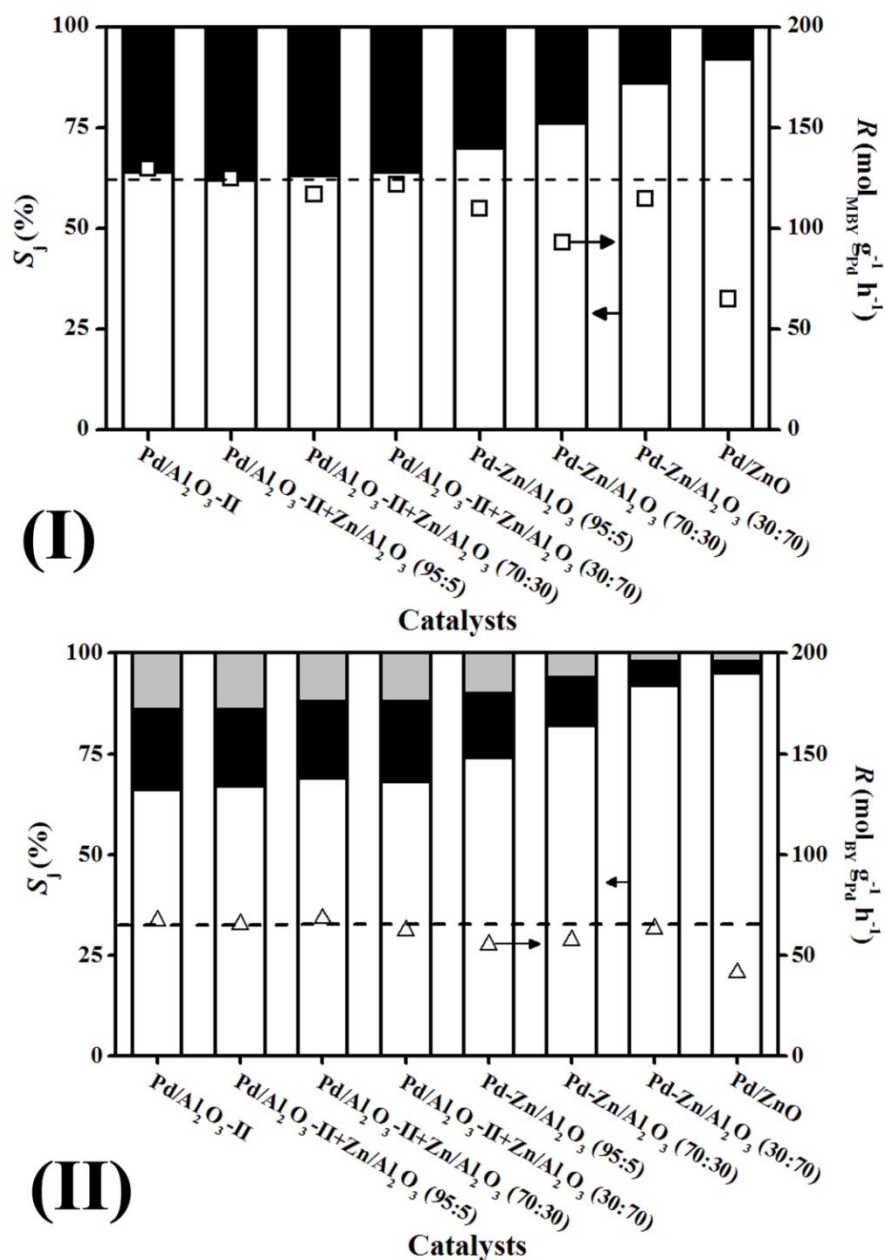 100
75
50
25
0
S_j (%)
200
150
100
50
0
R (mol_MBY g_Pd^-1 h^-1)
Pd/Al₂O₃-II
Pd/Al₂O₃-II+Zn/Al₂O₃ (95:5)
Pd/Al₂O₃-II+Zn/Al₂O₃ (70:30)
Pd/Al₂O₃-II+Zn/Al₂O₃ (30:70)
Pd-Zn/Al₂O₃ (95:5)
Pd-Zn/Al₂O₃ (70:30)
Pd-Zn/Al₂O₃ (30:70)
Pd/ZnO
(I)
Catalysts
100
75
50
25
0
S_j (%)
200
150
100
50
0
R (mol_BY g_Pd^-1 h^-1)
Pd/Al₂O₃-II
Pd/Al₂O₃-II+Zn/Al₂O₃ (95:5)
Pd/Al₂O₃-II+Zn/Al₂O₃ (70:30)
Pd/Al₂O₃-II+Zn/Al₂O₃ (30:70)
Pd-Zn/Al₂O₃ (95:5)
Pd-Zn/Al₂O₃ (70:30)
Pd-Zn/Al₂O₃ (30:70)
Pd/ZnO
(II)
Catalysts